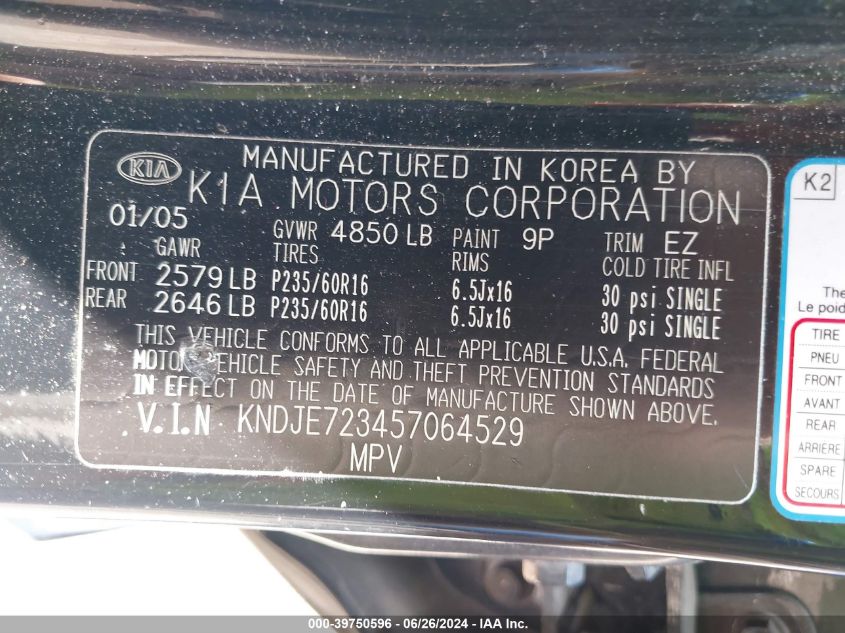 KIA MANUFACTURED IN KOREA BY
KIA MOTORS CORPORATION
01/05 GVWR 4850 LB PAINT 9P TRIM EZ
GAWR TIRES RIMS COLD TIRE INFL
FRONT 2579 LB P235/60R16 6.5Jx16 30 psi SINGLE
REAR 2646 LB P235/60R16 6.5Jx16 30 psi SINGLE
THIS VEHICLE CONFORMS TO ALL APPLICABLE U.S.A. FEDERAL
MOTOR VEHICLE SAFETY AND THEFT PREVENTION STANDARDS
IN EFFECT ON THE DATE OF MANUFACTURE SHOWN ABOVE.
V.I.N KNDJE723457064529
MPV
K2
The
Le poid
TIRE
PNEU
FRONT
AVANT
REAR
ARRIERE
SPARE
SECOURS
000-39750596 - 06/26/2024 - IAA Inc.